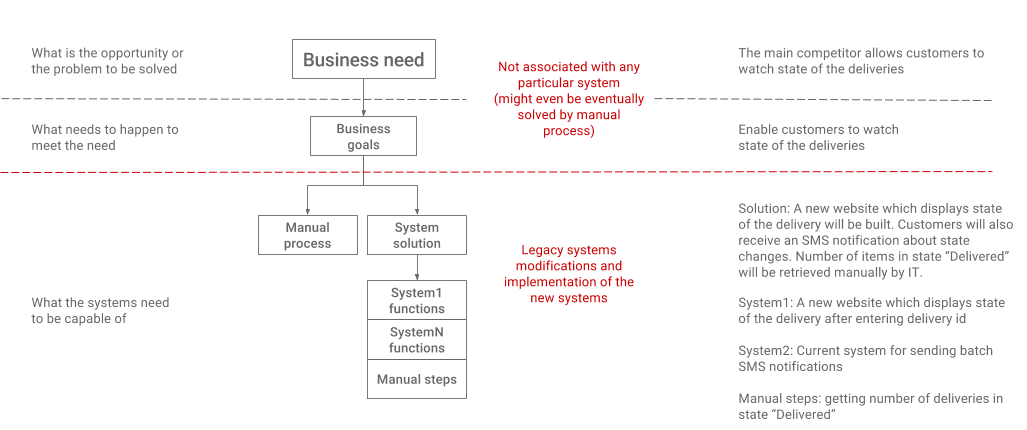 What is the opportunity or
the problem to be solved
Business need
Not associated with any
particular system
(might even be eventually
solved by manual
process)
The main competitor allows customers to
watch state of the deliveries
What needs to happen to
meet the need
Business
goals
Enable customers to watch
state of the deliveries
Manual
process
System
solution
Legacy systems
modifications and
implementation of the
new systems
Solution: A new website which displays state
of the delivery will be built. Customers will also
receive an SMS notification about state
changes. Number of items in state “Delivered”
will be retrieved manually by IT.
What the systems need
to be capable of
System1
functions
SystemN
functions
Manual steps
System1: A new website which displays state
of the delivery after entering delivery id
System2: Current system for sending batch
SMS notifications
Manual steps: getting number of deliveries in
state “Delivered”